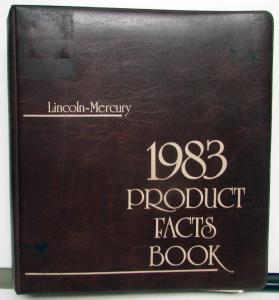 Lincoln-Mercury
1983
PRODUCT
FACTS
BOOK